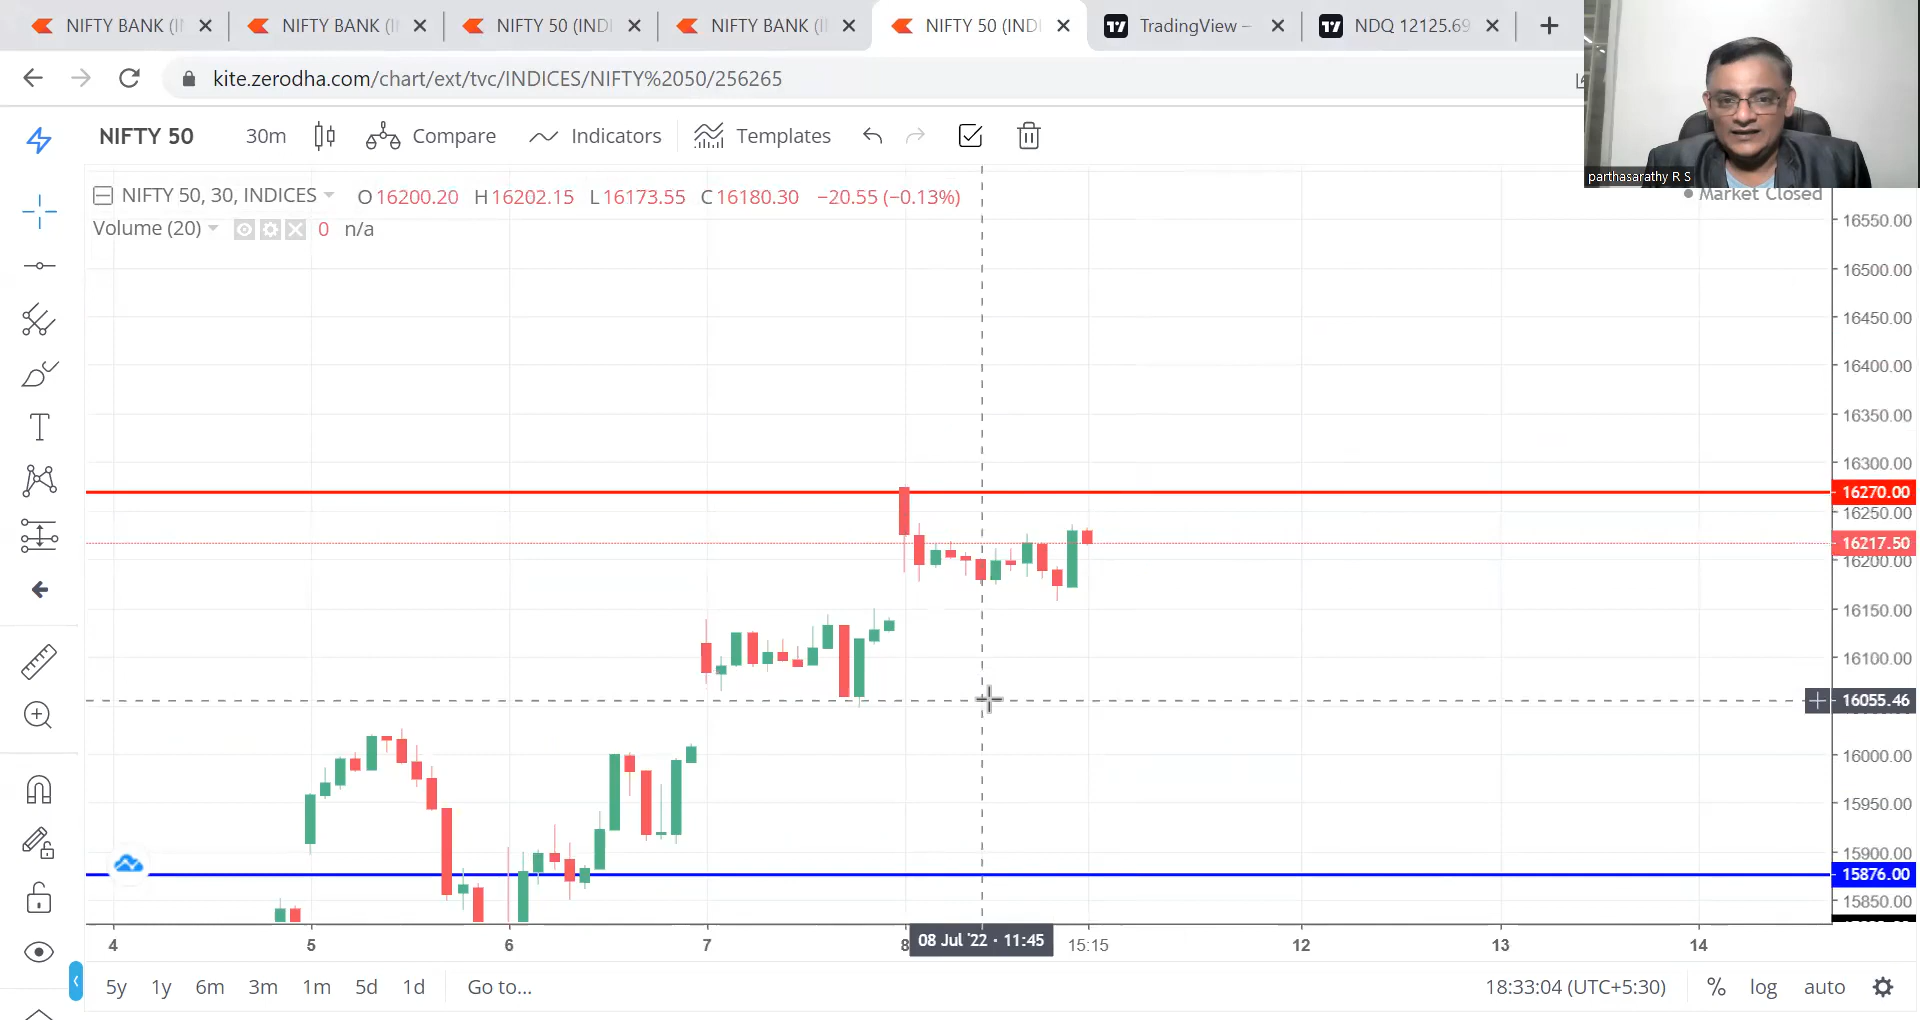 NIFTY BANK (I
NIFTY BANK (I
NIFTY 50 (INDI
NIFTY BANK (I
NIFTY 50 (INDI
TradingView –
NDQ 12125.69
kite.zerodha.com/chart/ext/tvc/INDICES/NIFTY%2050/256265
NIFTY 50 30m Compare Indicators Templates
parthasarathy R S
NIFTY 50, 30, INDICES O16200.20 H16202.15 L16173.55 C16180.30 −20.55 (−0.13%)
Market Closed
Volume (20) 0 n/a
16550.00
16500.00
16450.00
16400.00
16350.00
16300.00
16270.00
16250.00
16217.50
16200.00
16150.00
16100.00
16055.46
16000.00
15950.00
15900.00
15876.00
15850.00
4 5 6 7 8 08 Jul '22 · 11:45 15:15 12 13 14
5y 1y 6m 3m 1m 5d 1d Go to... 18:33:04 (UTC+5:30) % log auto